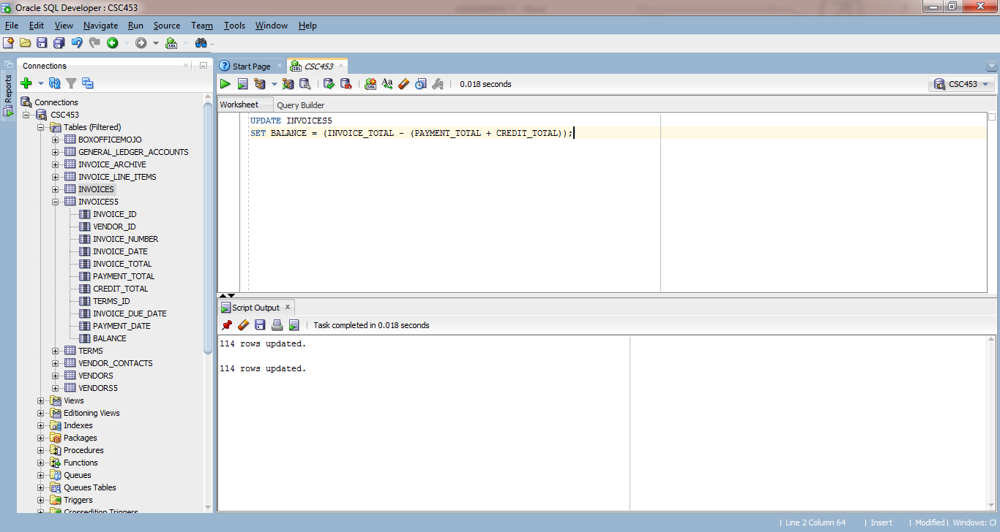 Oracle SQL Developer : CSC453
File Edit View Navigate Run Source Team Tools Window Help
Connections
Start Page
CSC453
Reports
0.018 seconds
CSC453
Worksheet Query Builder
Connections
CSC453
Tables (Filtered)
BOXOFFICEMOJO
GENERAL_LEDGER_ACCOUNTS
INVOICE_ARCHIVE
INVOICE_LINE_ITEMS
INVOICES
INVOICES5
INVOICE_ID
VENDOR_ID
INVOICE_NUMBER
INVOICE_DATE
INVOICE_TOTAL
PAYMENT_TOTAL
CREDIT_TOTAL
TERMS_ID
INVOICE_DUE_DATE
PAYMENT_DATE
BALANCE
TERMS
VENDOR_CONTACTS
VENDORS
VENDORS5
Views
Editioning Views
Indexes
Packages
Procedures
Functions
Queues
Queues Tables
Triggers
Crossedition Triggers
UPDATE INVOICES5
SET BALANCE = (INVOICE_TOTAL - (PAYMENT_TOTAL + CREDIT_TOTAL));
Script Output
Task completed in 0.018 seconds
114 rows updated.
114 rows updated.
Line 2 Column 64 | Insert | Modified | Windows: CF